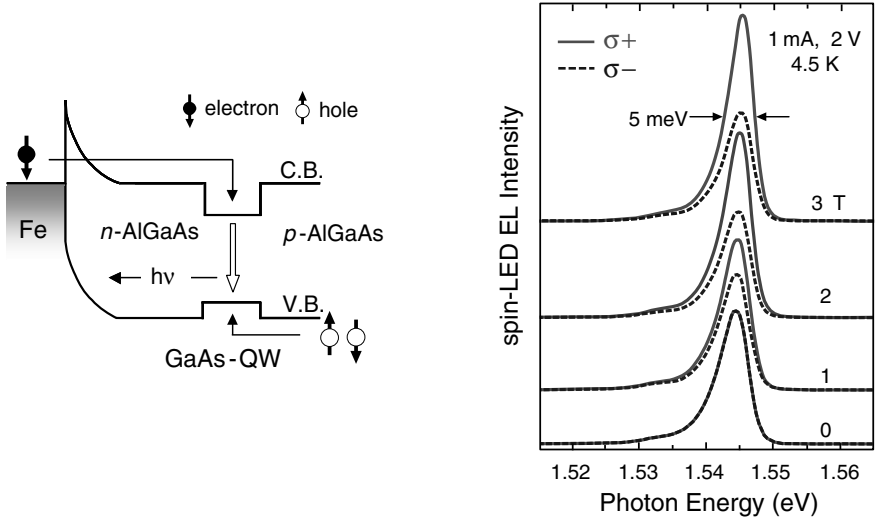 electron
hole
C.B.
Fe
n-AlGaAs
p-AlGaAs
hν
V.B.
GaAs-QW
spin-LED EL Intensity
σ+
σ−
1 mA, 2 V
4.5 K
5 meV
3 T
2
1
0
1.52 1.53 1.54 1.55 1.56
Photon Energy (eV)